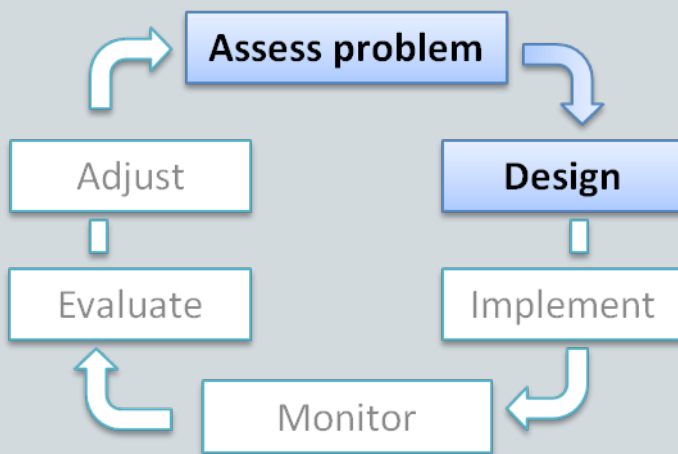 Assess problem
Design
Implement
Monitor
Evaluate
Adjust